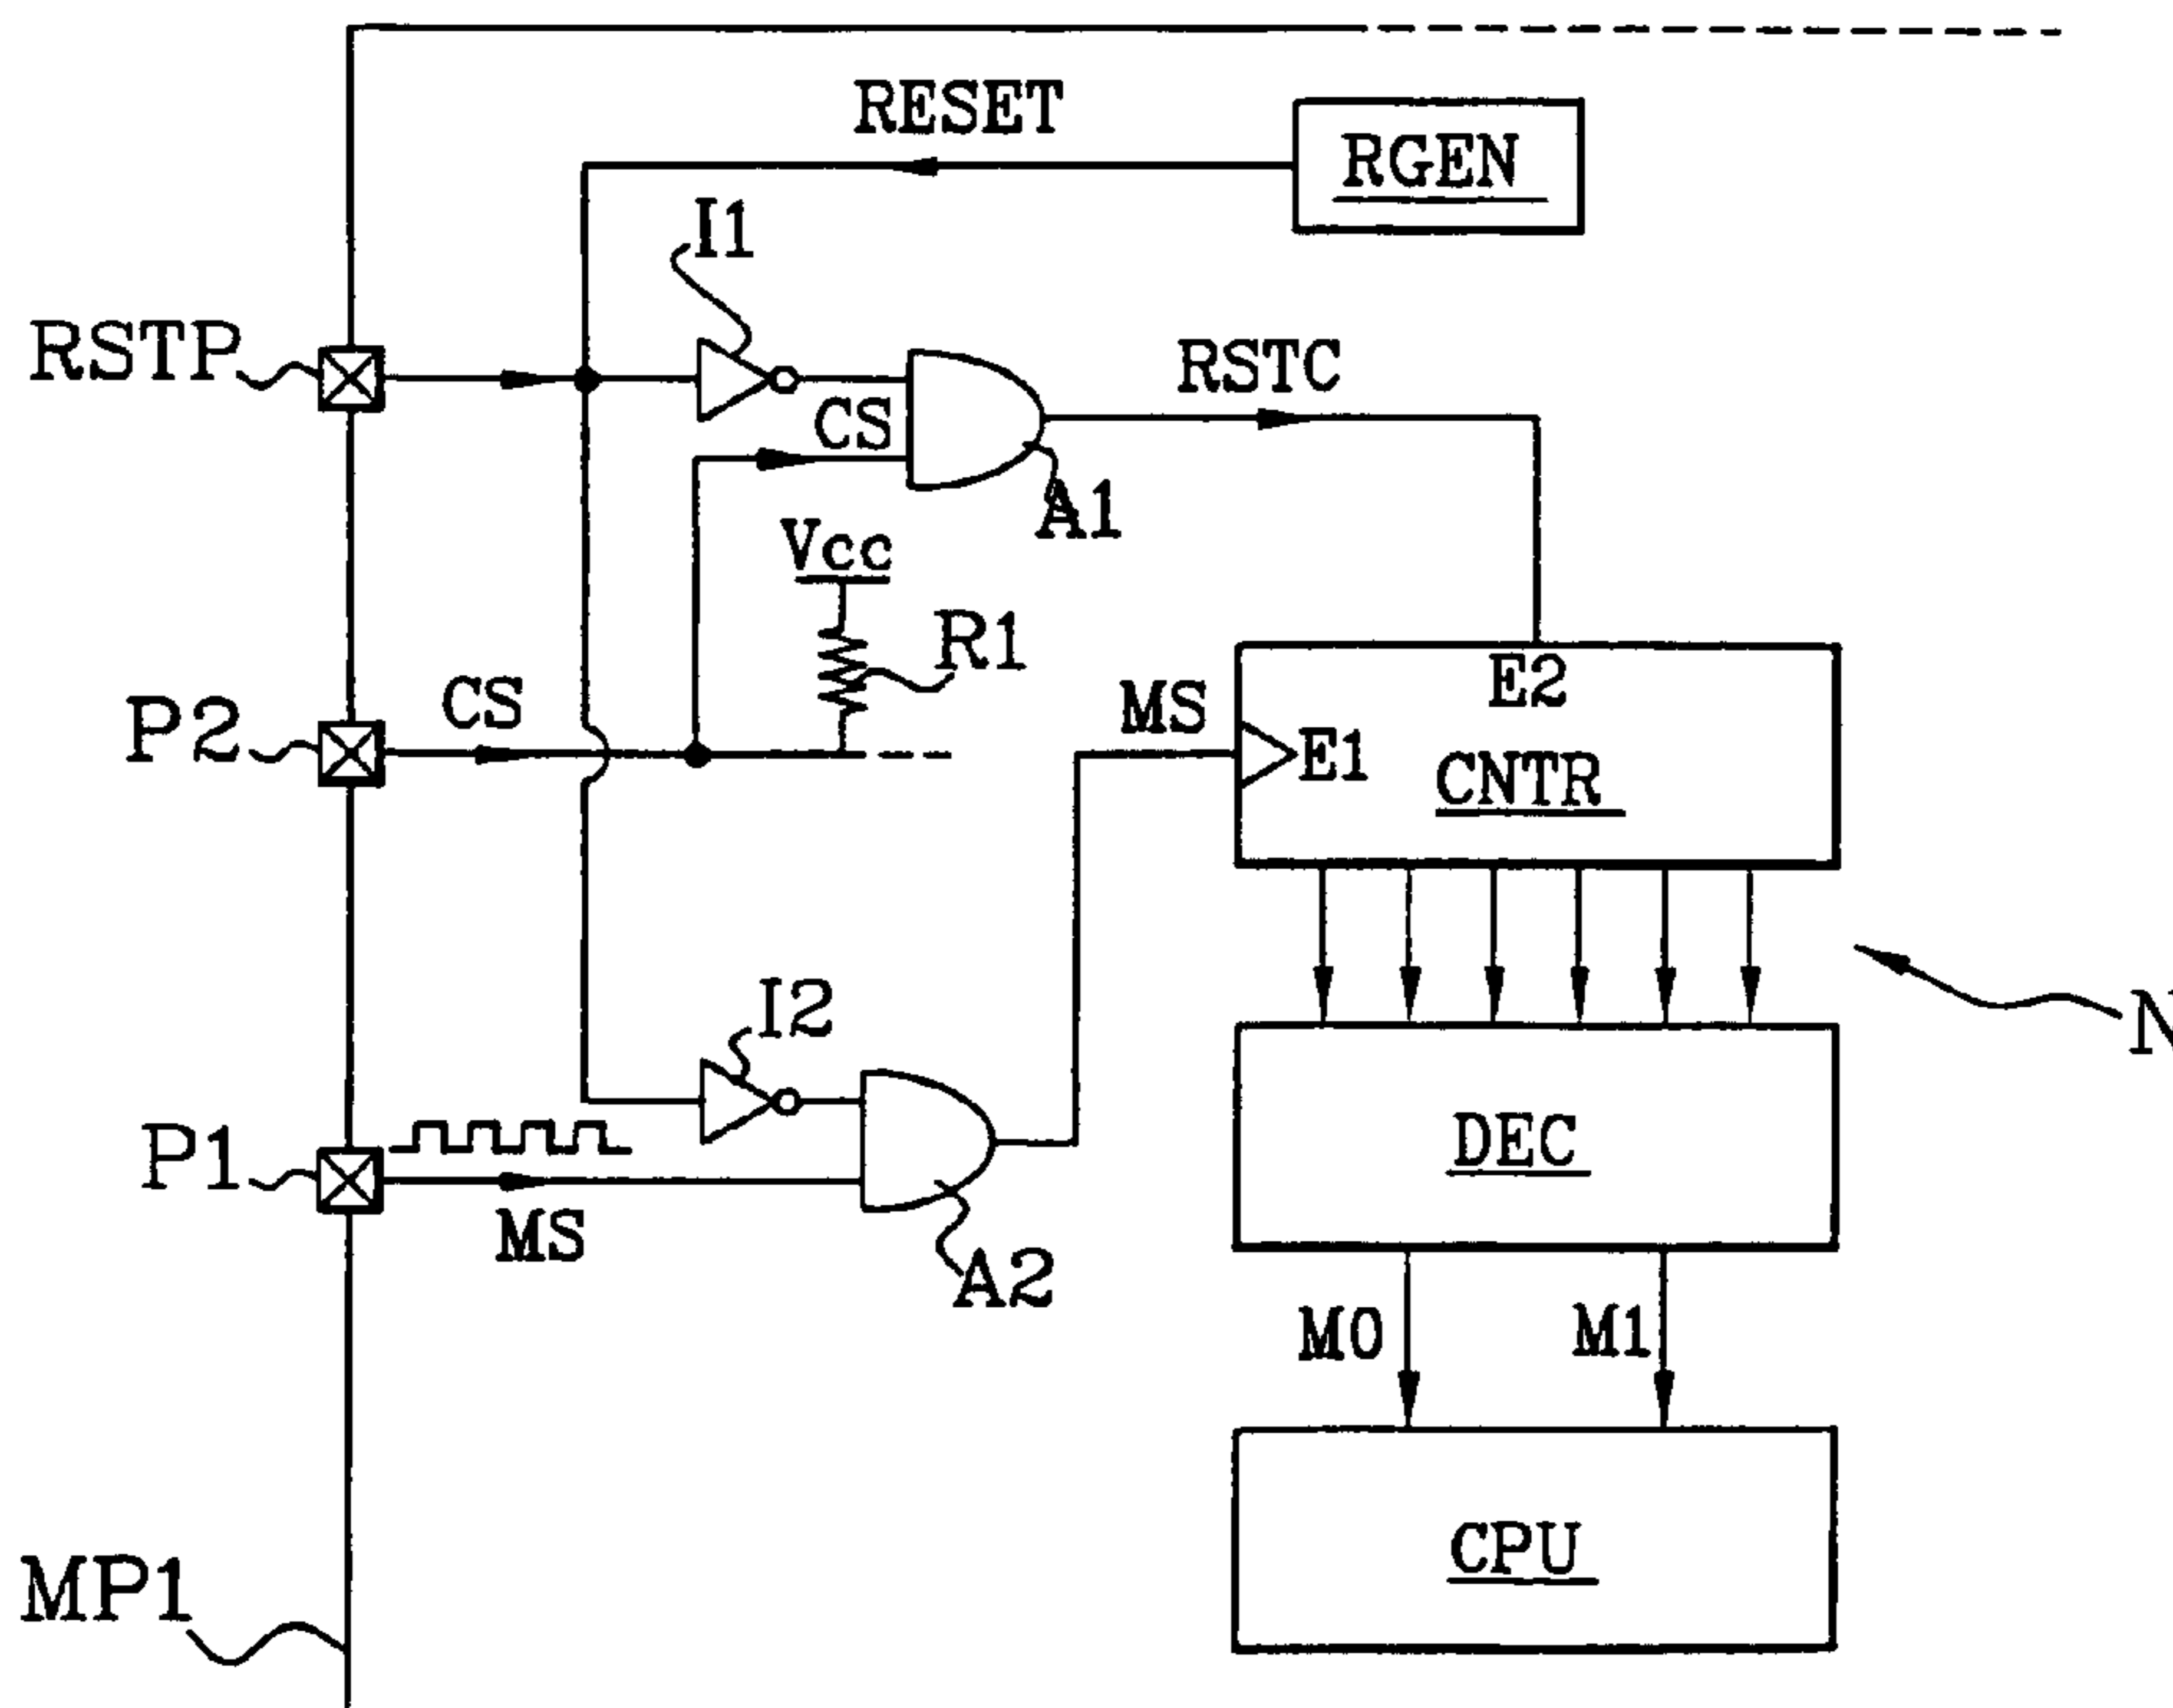 RESET
RGEN
I1
RSTP
RSTC
CS
A1
Vcc
R1
E2
MS
P2
CS
E1
CNTR
I2
N
P1
DEC
MS
A2
M0
M1
CPU
MP1